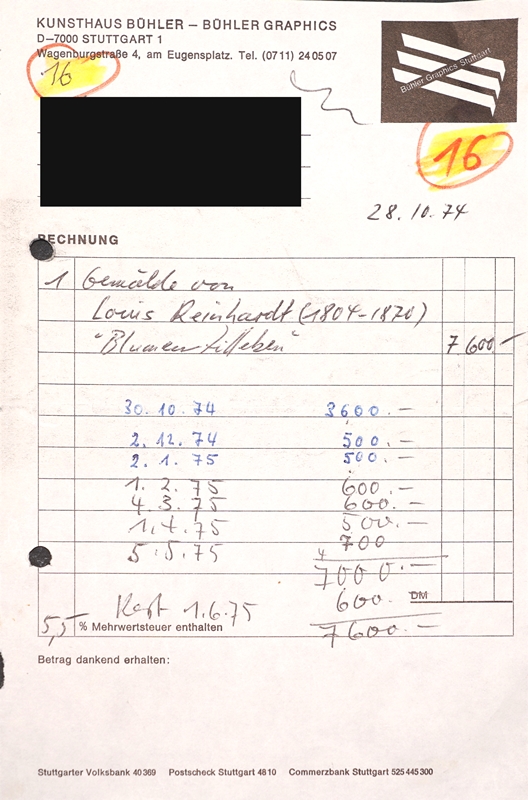 KUNSTHAUS BÜHLER – BÜHLER GRAPHICS
D–7000 STUTTGART 1
Wagenburgstraße 4, am Eugensplatz. Tel. (0711) 240507
Bühler Graphics Stuttgart
16
16
28. 10. 74
RECHNUNG
1 Gemälde von
Louis Reinhardt (1804-1870)
"Blumenstilleben" 7 600 –
30. 10. 74 3600.–
2. 12. 74 500.–
2. 1. 75 500.–
1. 2. 75 600.–
4. 3. 75 600.–
1. 4. 75 500.–
5. 5. 75 700
7000.–
600. DM
Rest 1.6.75
5,5 % Mehrwertsteuer enthalten 7600.–
Betrag dankend erhalten:
Stuttgarter Volksbank 40369 Postscheck Stuttgart 4810 Commerzbank Stuttgart 525445300